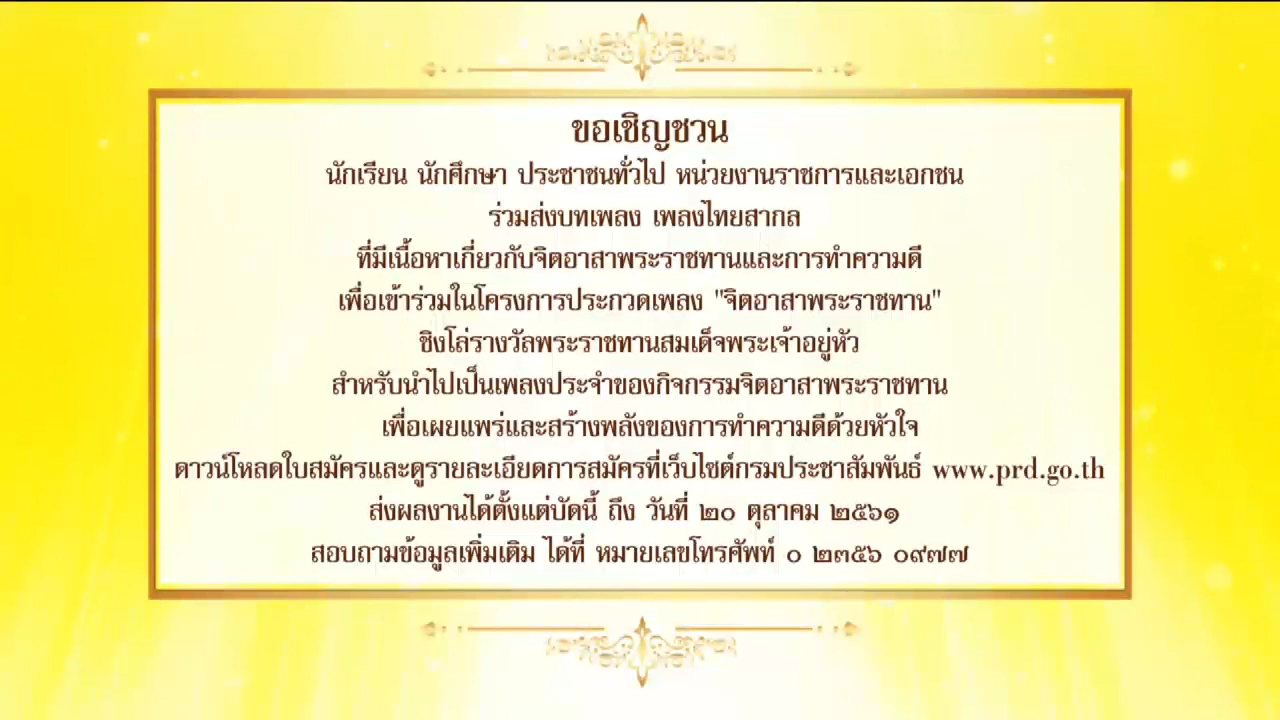 ขอเชิญชวน
นักเรียน นักศึกษา ประชาชนทั่วไป หน่วยงานราชการและเอกชน
ร่วมส่งบทเพลง เพลงไทยสากล
ที่มีเนื้อหาเกี่ยวกับจิตอาสาพระราชทานและการทำความดี
เพื่อเข้าร่วมในโครงการประกวดเพลง "จิตอาสาพระราชทาน"
ชิงโล่รางวัลพระราชทานสมเด็จพระเจ้าอยู่หัว
สำหรับนำไปเป็นเพลงประจำของกิจกรรมจิตอาสาพระราชทาน
เพื่อเผยแพร่และสร้างพลังของการทำความดีด้วยหัวใจ
ดาวน์โหลดใบสมัครและดูรายละเอียดการสมัครที่เว็บไซต์กรมประชาสัมพันธ์ www.prd.go.th
ส่งผลงานได้ตั้งแต่บัดนี้ ถึง วันที่ ๒๐ ตุลาคม ๒๕๖๑
สอบถามข้อมูลเพิ่มเติม ได้ที่ หมายเลขโทรศัพท์ ๐ ๒๓๕๖ ๐๙๗๗